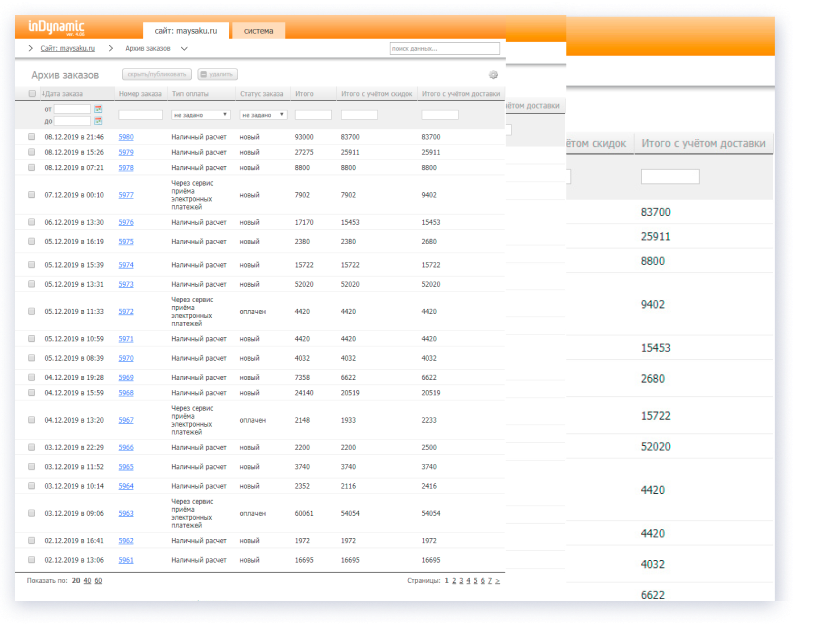 inDynamic
ver. 4.08
сайт: maysaku.ru
система
Сайт: maysaku.ru
Архив заказов
поиск данных...
Архив заказов
скрыть/публиковать
удалить
Дата заказа Номер заказа Тип оплаты Статус заказа Итого Итого с учётом скидок Итого с учётом доставки
от
до
не задано
не задано
08.12.2019 в 21:46 5980 Наличный расчет новый 93000 83700 83700
08.12.2019 в 15:26 5979 Наличный расчет новый 27275 25911 25911
08.12.2019 в 07:21 5978 Наличный расчет новый 8800 8800 8800
07.12.2019 в 00:10 5977 Через сервис приёма электронных платежей новый 7902 7902 9402
06.12.2019 в 13:30 5976 Наличный расчет новый 17170 15453 15453
05.12.2019 в 16:19 5975 Наличный расчет новый 2380 2380 2680
05.12.2019 в 15:39 5974 Наличный расчет новый 15722 15722 15722
05.12.2019 в 13:31 5973 Наличный расчет новый 52020 52020 52020
05.12.2019 в 11:33 5972 Через сервис приёма электронных платежей оплачен 4420 4420 4420
05.12.2019 в 10:59 5971 Наличный расчет новый 4420 4420 4420
05.12.2019 в 08:39 5970 Наличный расчет новый 4032 4032 4032
04.12.2019 в 19:28 5969 Наличный расчет новый 7358 6622 6622
04.12.2019 в 15:59 5968 Наличный расчет новый 24140 20519 20519
04.12.2019 в 13:20 5967 Через сервис приёма электронных платежей оплачен 2148 1933 2233
03.12.2019 в 22:29 5966 Наличный расчет новый 2200 2200 2500
03.12.2019 в 11:52 5965 Наличный расчет новый 3740 3740 3740
03.12.2019 в 10:14 5964 Наличный расчет новый 2352 2116 2416
03.12.2019 в 09:06 5963 Через сервис приёма электронных платежей оплачен 60061 54054 54054
02.12.2019 в 16:41 5962 Наличный расчет новый 1972 1972 1972
02.12.2019 в 13:06 5961 Наличный расчет новый 16695 16695 16695
Показать по: 20 40 60
Страницы: 1 2 3 4 5 6 7 >
ётом доставки
ётом скидок
Итого с учётом доставки
83700
25911
8800
9402
15453
2680
15722
52020
4420
4420
4032
6622